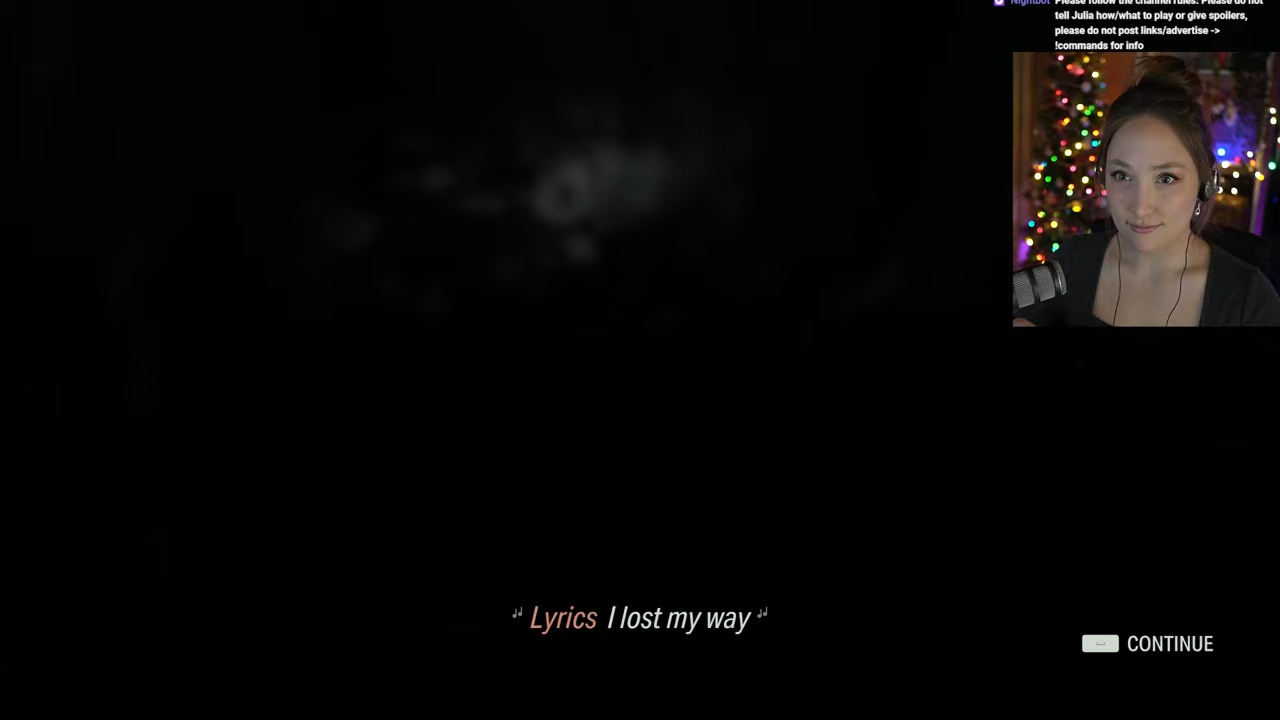 Nightbot Please follow the channel rules: Please do not
tell Julia how/what to play or give spoilers,
please do not post links/advertise ->
!commands for info
Lyrics I lost my way
CONTINUE